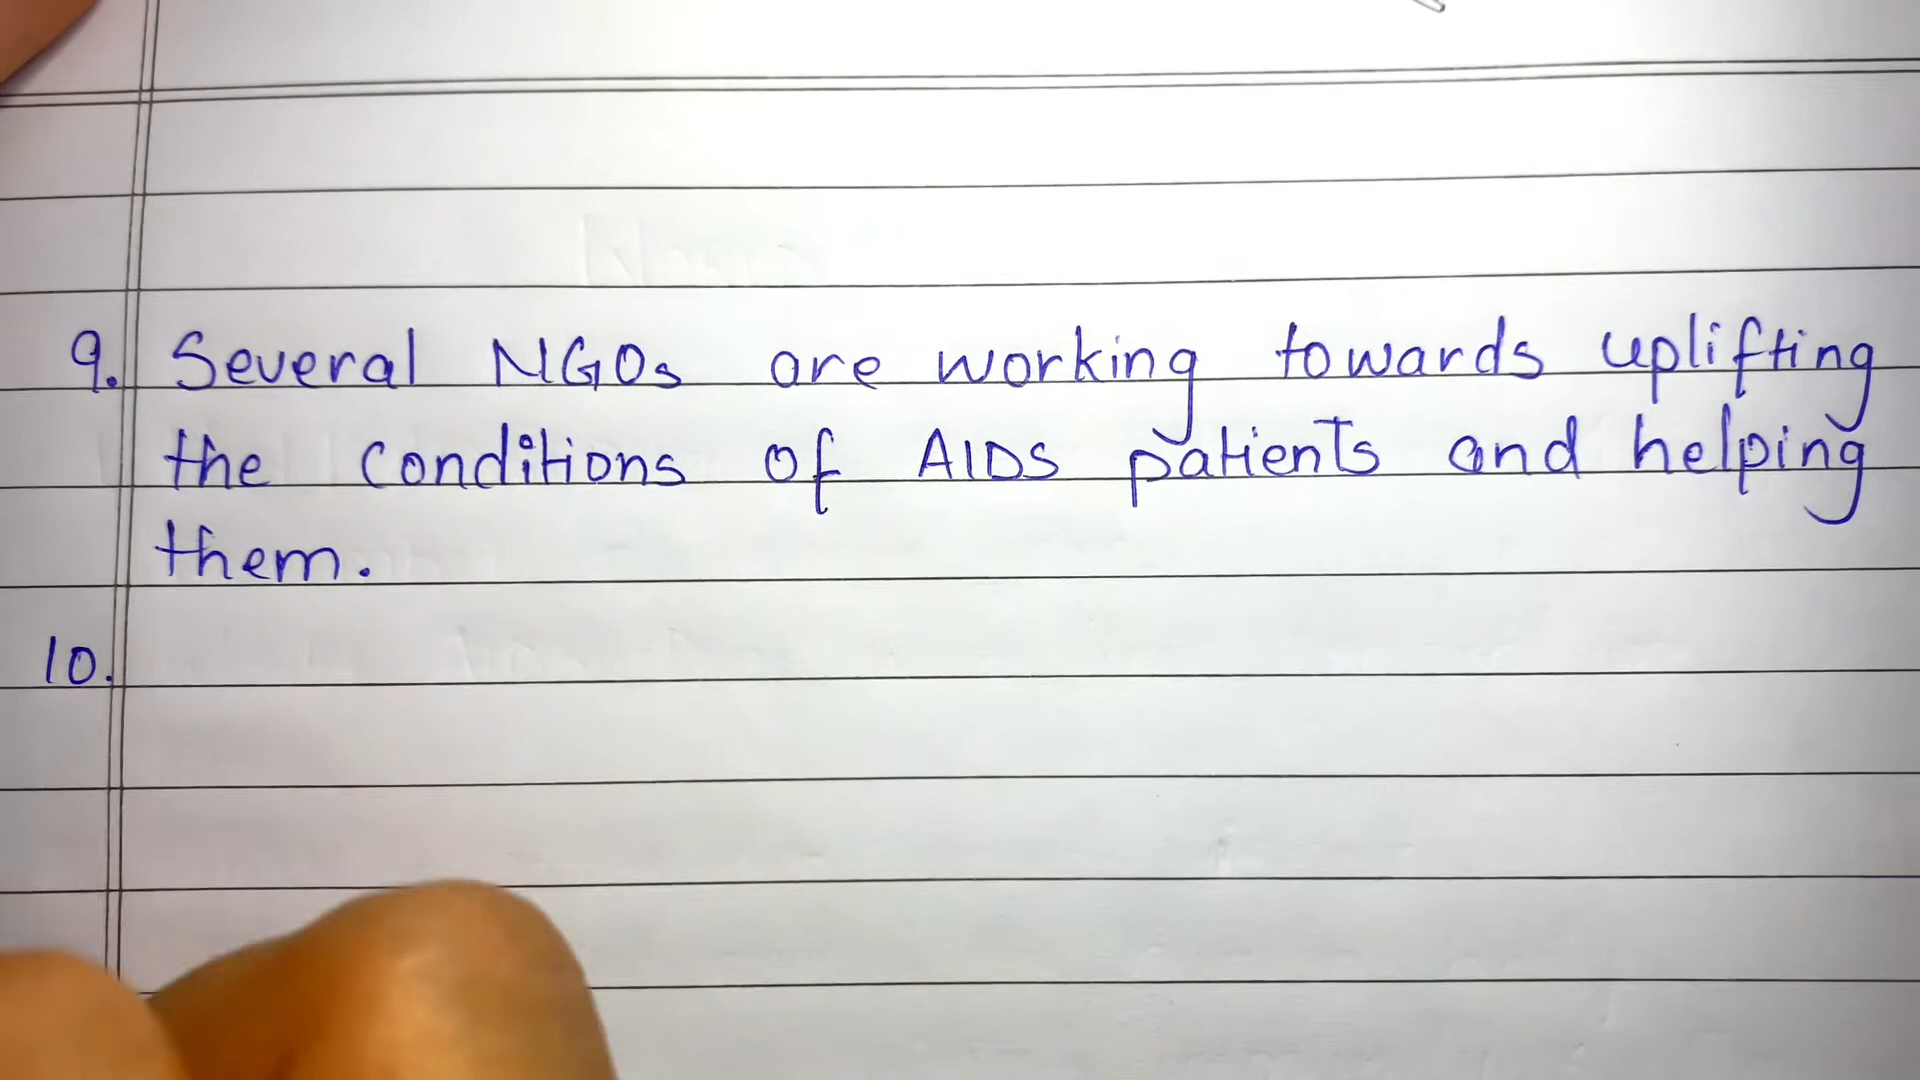 9. Several NGOs are working towards uplifting
the conditions of AIDS patients and helping
them.
10.